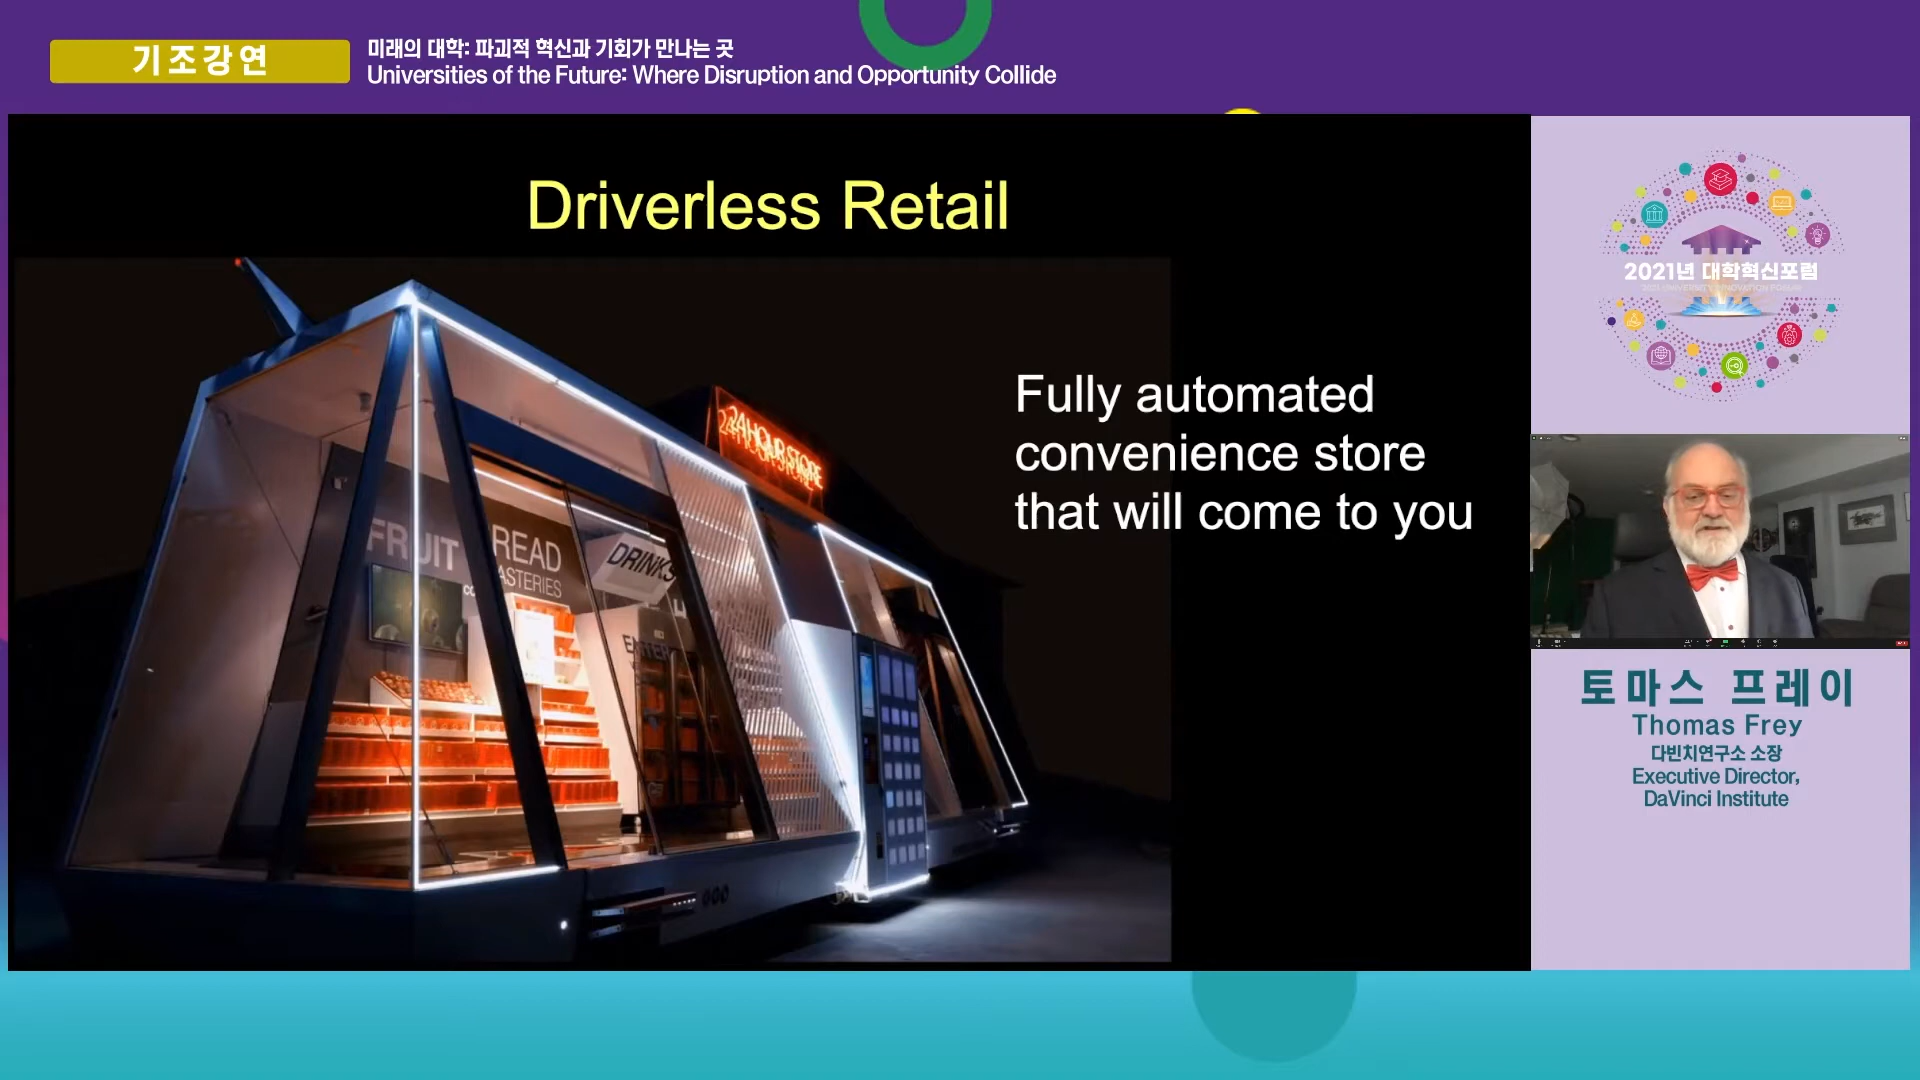 기조강연
미래의 대학: 파괴적 혁신과 기회가 만나는 곳
Universities of the Future: Where Disruption and Opportunity Collide
Driverless Retail
24 HOUR STORE
FRUIT
READ
ASTERIES
DRINKS
ENTER
Fully automated
convenience store
that will come to you
2021년 대학혁신포럼
2021 UNIVERSITY INNOVATION FORUM
토마스 프레이
Thomas Frey
다빈치연구소 소장
Executive Director,
DaVinci Institute